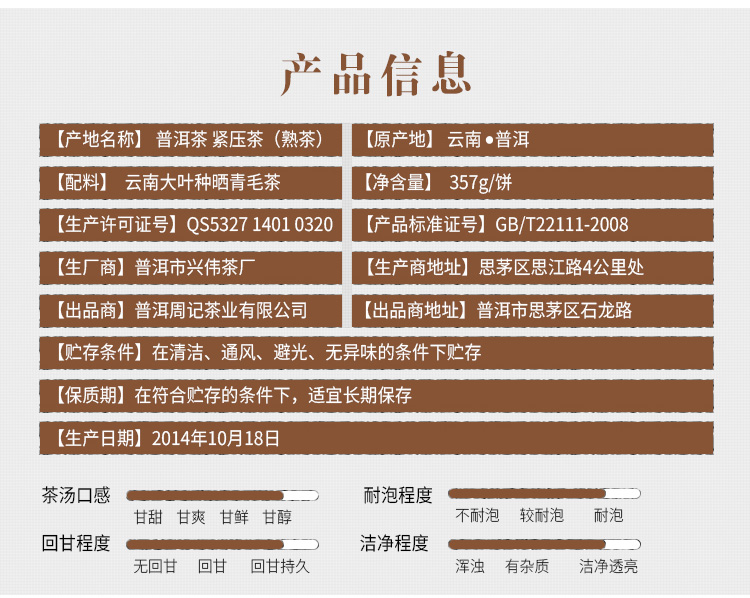 产品信息
【产地名称】 普洱茶 紧压茶（熟茶） 【原产地】 云南●普洱
【配料】 云南大叶种晒青毛茶 【净含量】 357g/饼
【生产许可证号】QS5327 1401 0320 【产品标准证号】GB/T22111-2008
【生厂商】普洱市兴伟茶厂 【生产商地址】思茅区思江路4公里处
【出品商】普洱周记茶业有限公司 【出品商地址】普洱市思茅区石龙路
【贮存条件】在清洁、通风、避光、无异味的条件下贮存
【保质期】在符合贮存的条件下，适宜长期保存
【生产日期】2014年10月18日
茶汤口感 耐泡程度
甘甜 甘爽 甘鲜 甘醇 不耐泡 较耐泡 耐泡
回甘程度 洁净程度
无回甘 回甘 回甘持久 浑浊 有杂质 洁净透亮